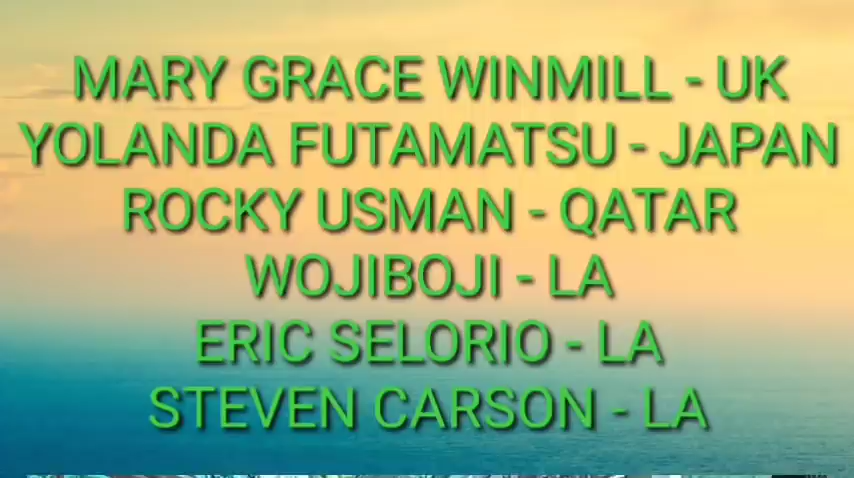 MARY GRACE WINMILL - UK
YOLANDA FUTAMATSU - JAPAN
ROCKY USMAN - QATAR
WOJIBOJI - LA
ERIC SELORIO - LA
STEVEN CARSON - LA